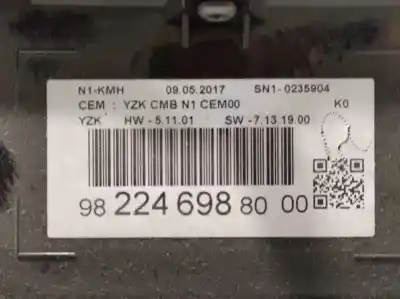 N1-KMH 09.05.2017 SN1-0235904
CEM : YZK CMB N1 CEM00 K0
YZK HW - 5.11.01 SW - 7.13.19.00
98 224 698 80 00